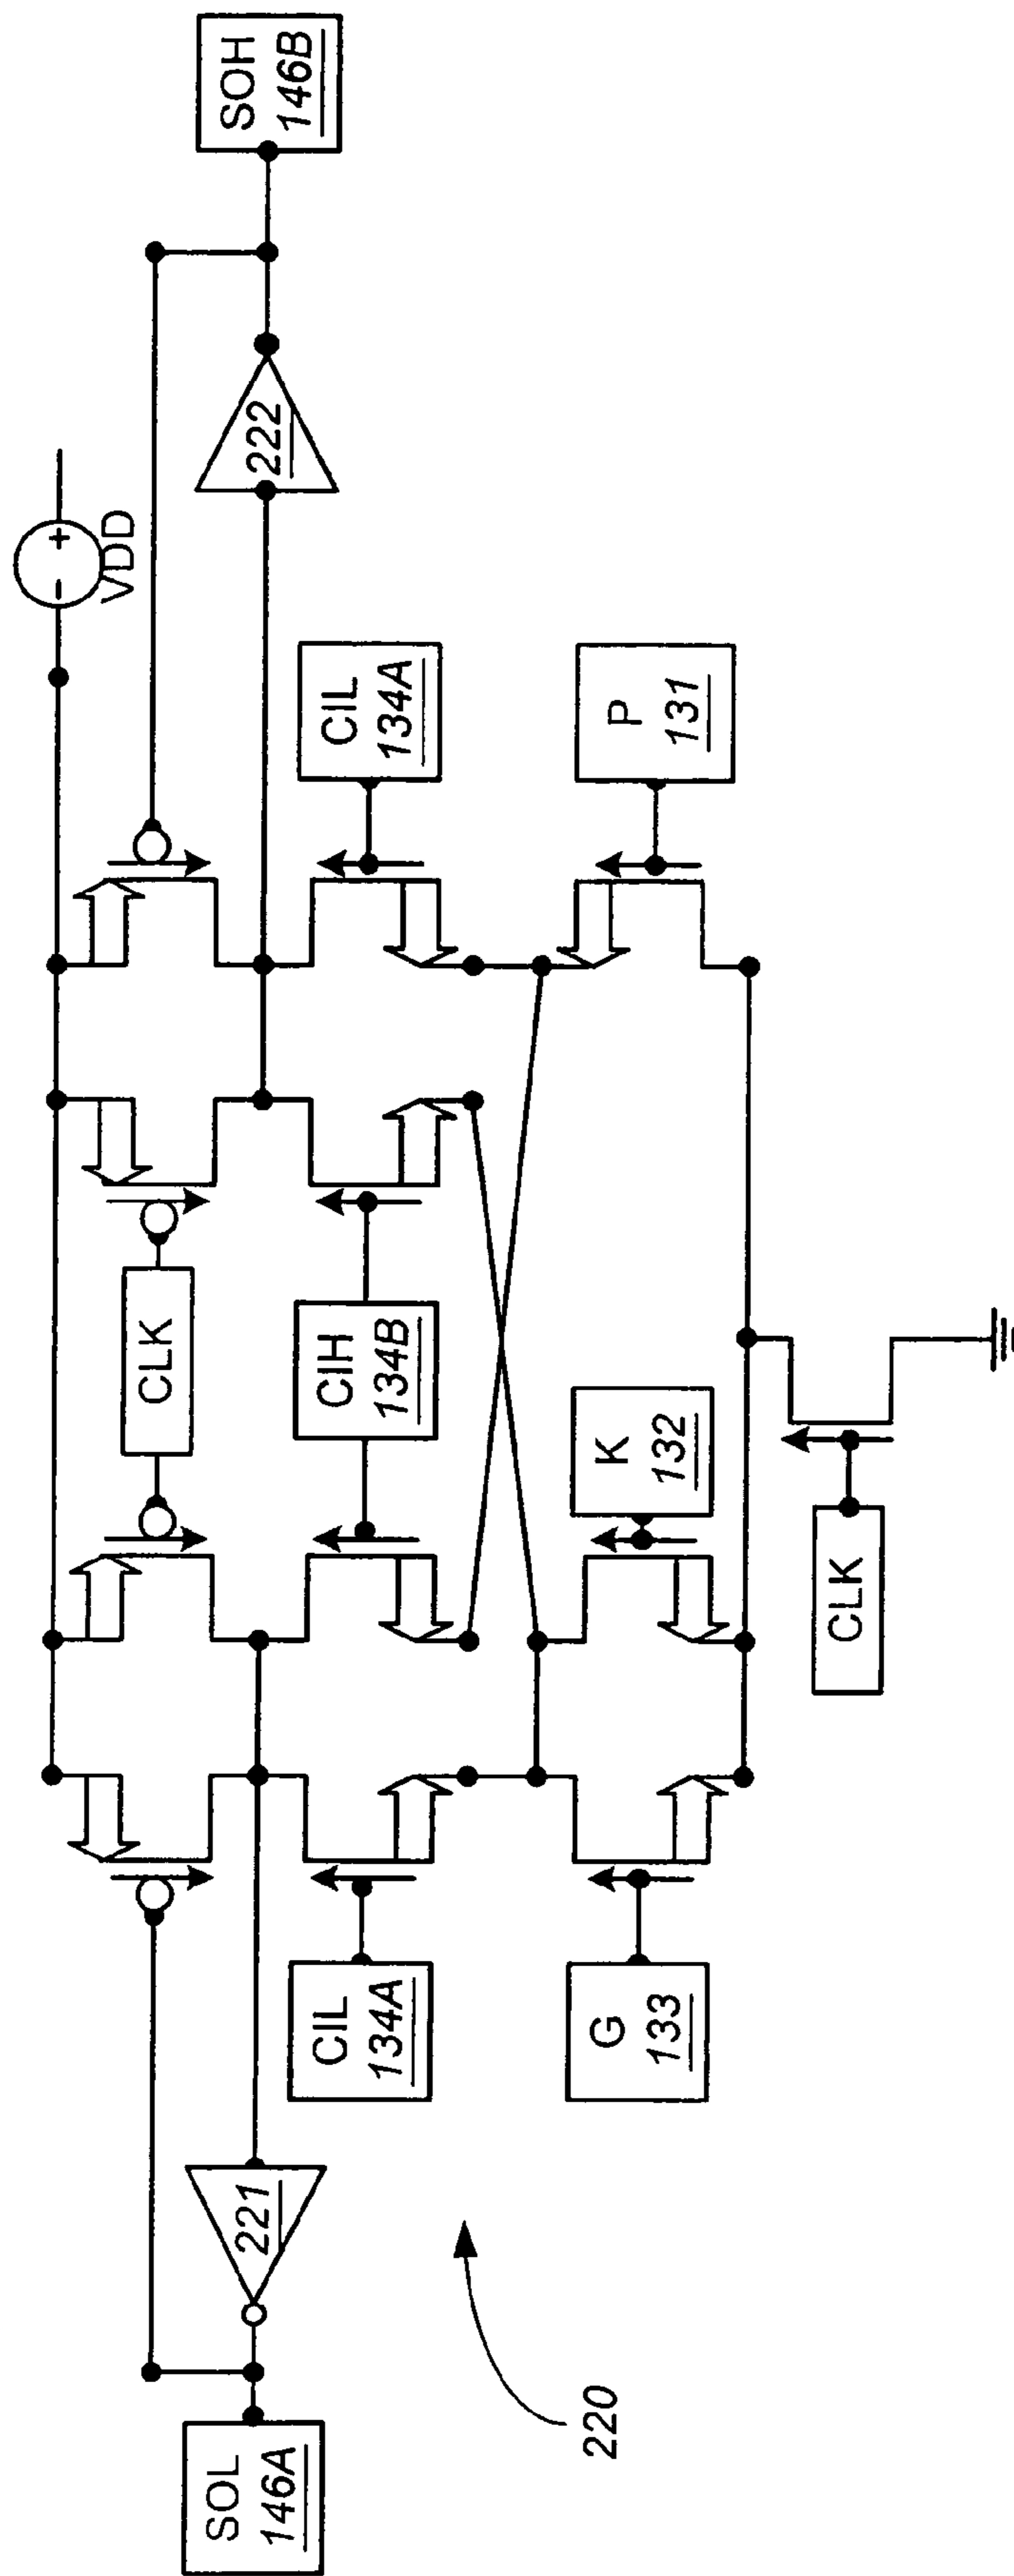 SOL
146A
221
220
CIL
134A
G
133
CLK
CIH
134B
K
132
CLK
CIL
134A
P
131
- +
VDD
222
SOH
146B